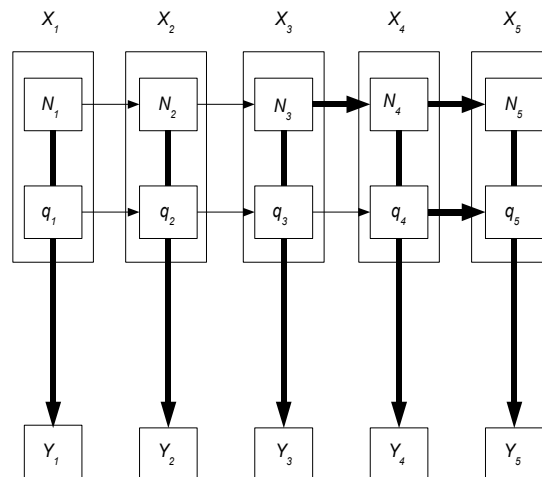 X₁ X₂ X₃ X₄ X₅
N₁ N₂ N₃ N₄ N₅
q₁ q₂ q₃ q₄ q₅
Y₁ Y₂ Y₃ Y₄ Y₅